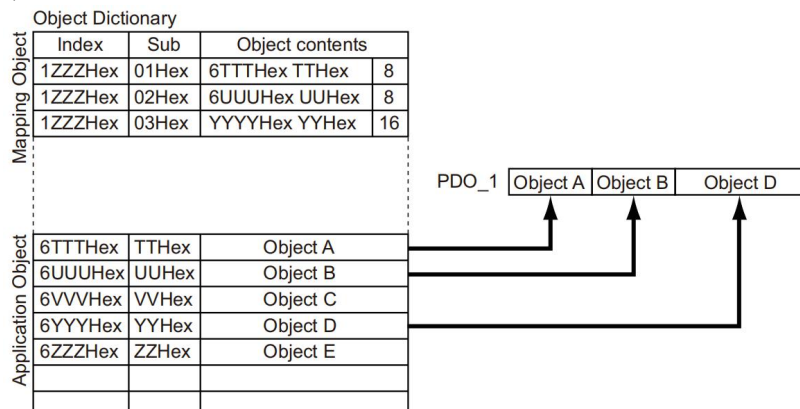 Object Dictionary
Mapping Object
Index Sub Object contents
1ZZZHex 01Hex 6TTTHex TTHex 8
1ZZZHex 02Hex 6UUUHex UUHex 8
1ZZZHex 03Hex YYYYHex YYHex 16
PDO_1 Object A Object B Object D
Application Object
6TTTHex TTHex Object A
6UUUHex UUHex Object B
6VVVHex VVHex Object C
6YYYHex YYHex Object D
6ZZZHex ZZHex Object E